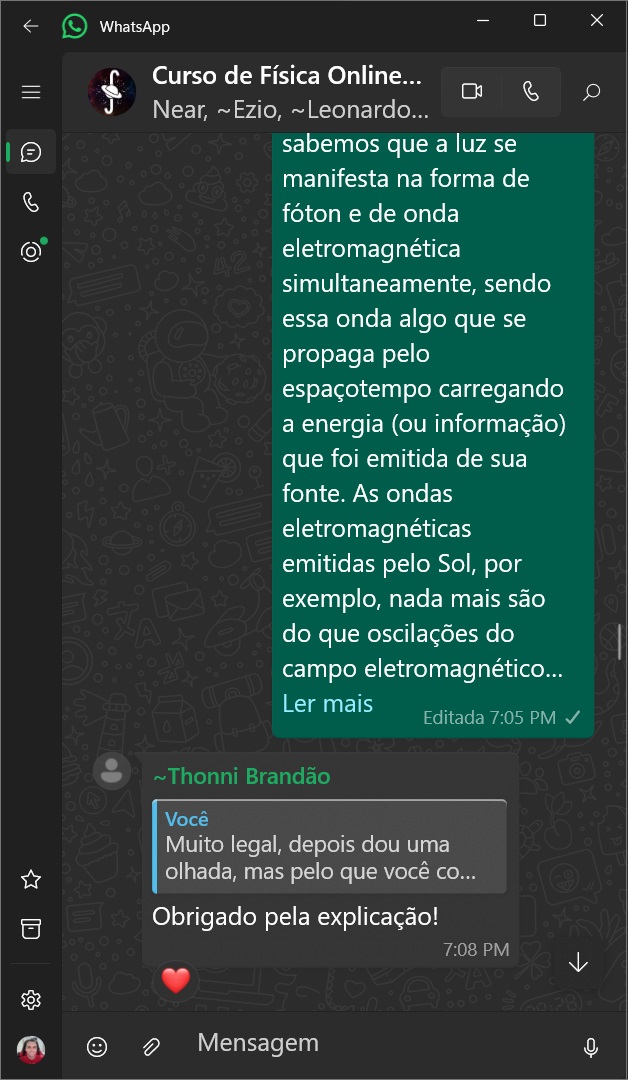 WhatsApp
Curso de Física Online...
Near, ~Ezio, ~Leonardo...
sabemos que a luz se
manifesta na forma de
fóton e de onda
eletromagnética
simultaneamente, sendo
essa onda algo que se
propaga pelo
espaçotempo carregando
a energia (ou informação)
que foi emitida de sua
fonte. As ondas
eletromagnéticas
emitidas pelo Sol, por
exemplo, nada mais são
do que oscilações do
campo eletromagnético...
Ler mais
Editada 7:05 PM
~Thonni Brandão
Você
Muito legal, depois dou uma
olhada, mas pelo que você co...
Obrigado pela explicação!
7:08 PM
Mensagem